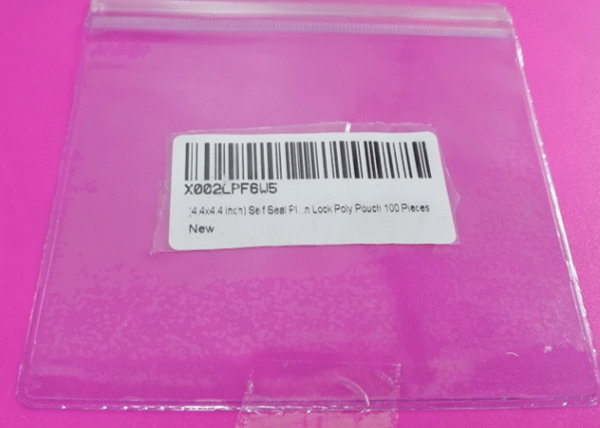 X002LPF6W5
(4.4x4.4 inch) Self Seal Lock Poly Pouch 100 Pieces
New